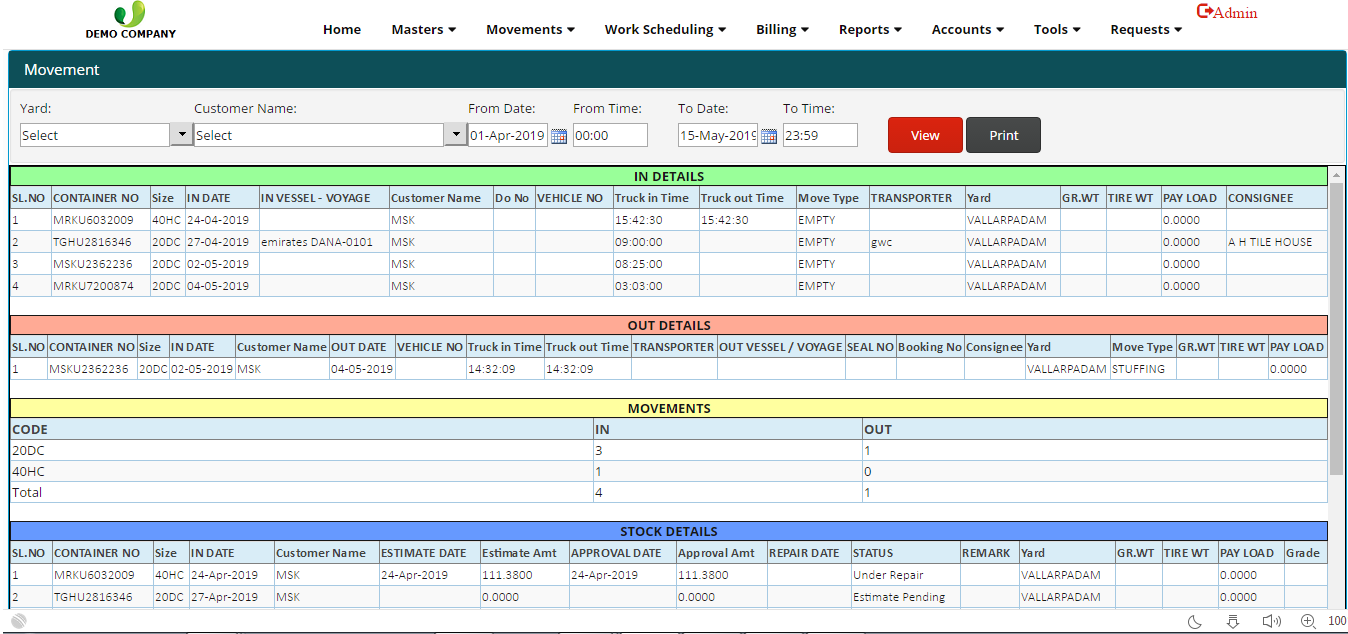 DEMO COMPANY
Home Masters Movements Work Scheduling Billing Reports Accounts Tools Requests
Admin
Movement
Yard: Customer Name: From Date: From Time: To Date: To Time:
Select Select 01-Apr-2019 00:00 15-May-2019 23:59 View Print
IN DETAILS
SL.NO CONTAINER NO Size IN DATE IN VESSEL - VOYAGE Customer Name Do No VEHICLE NO Truck in Time Truck out Time Move Type TRANSPORTER Yard GR.WT TIRE WT PAY LOAD CONSIGNEE
1 MRKU6032009 40HC 24-04-2019 MSK 15:42:30 15:42:30 EMPTY VALLARPADAM 0.0000
2 TGHU2816346 20DC 27-04-2019 emirates DANA-0101 MSK 09:00:00 EMPTY gwc VALLARPADAM 0.0000 A H TILE HOUSE
3 MSKU2362236 20DC 02-05-2019 MSK 08:25:00 EMPTY VALLARPADAM 0.0000
4 MRKU7200874 20DC 04-05-2019 MSK 03:03:00 EMPTY VALLARPADAM 0.0000
OUT DETAILS
SL.NO CONTAINER NO Size IN DATE Customer Name OUT DATE VEHICLE NO Truck in Time Truck out Time TRANSPORTER OUT VESSEL / VOYAGE SEAL NO Booking No Consignee Yard Move Type GR.WT TIRE WT PAY LOAD
1 MSKU2362236 20DC 02-05-2019 MSK 04-05-2019 14:32:09 14:32:09 VALLARPADAM STUFFING 0.0000
MOVEMENTS
CODE IN OUT
20DC 3 1
40HC 1 0
Total 4 1
STOCK DETAILS
SL.NO CONTAINER NO Size IN DATE Customer Name ESTIMATE DATE Estimate Amt APPROVAL DATE Approval Amt REPAIR DATE STATUS REMARK Yard GR.WT TIRE WT PAY LOAD Grade
1 MRKU6032009 40HC 24-Apr-2019 MSK 24-Apr-2019 111.3800 24-Apr-2019 111.3800 Under Repair VALLARPADAM 0.0000
2 TGHU2816346 20DC 27-Apr-2019 MSK 0.0000 0.0000 Estimate Pending VALLARPADAM 0.0000
100